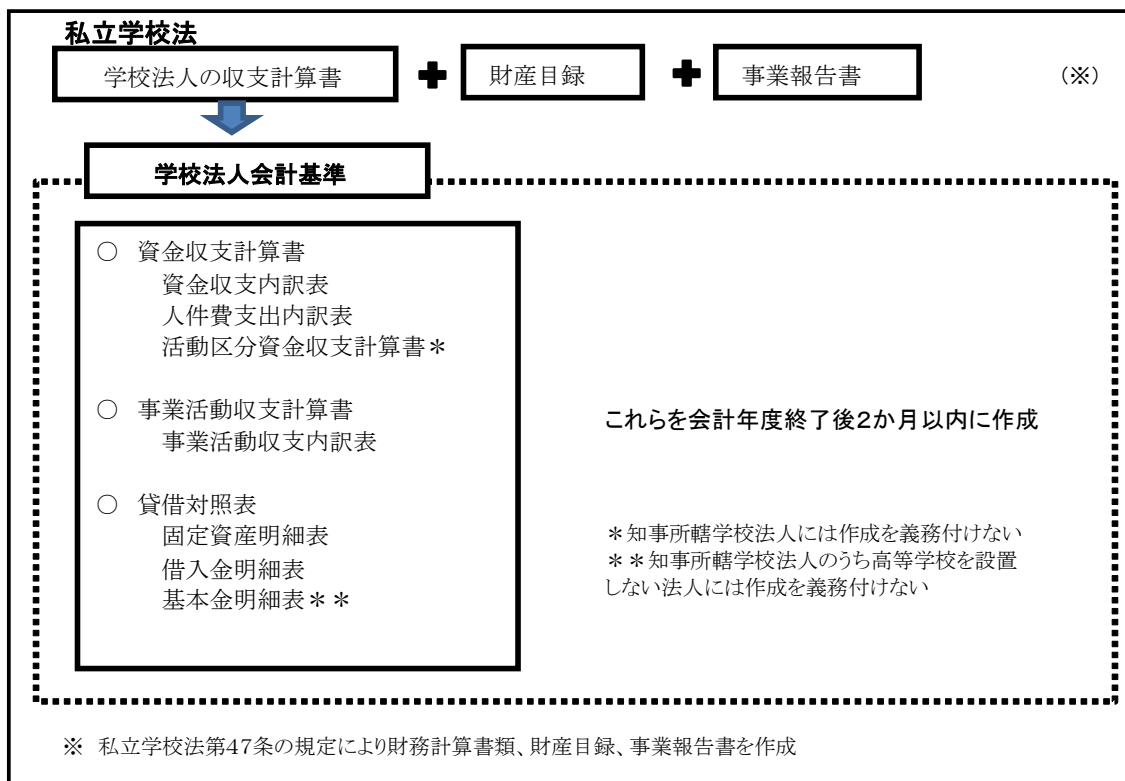 私立学校法
学校法人の収支計算書 ✚ 財産目録 ✚ 事業報告書 (※)
学校法人会計基準
○ 資金収支計算書
資金収支内訳表
人件費支出内訳表
活動区分資金収支計算書＊
○ 事業活動収支計算書
事業活動収支内訳表
○ 貸借対照表
固定資産明細表
借入金明細表
基本金明細表＊＊
これらを会計年度終了後2か月以内に作成
＊知事所轄学校法人には作成を義務付けない
＊＊知事所轄学校法人のうち高等学校を設置
しない法人には作成を義務付けない
※ 私立学校法第47条の規定により財務計算書類、財産目録、事業報告書を作成